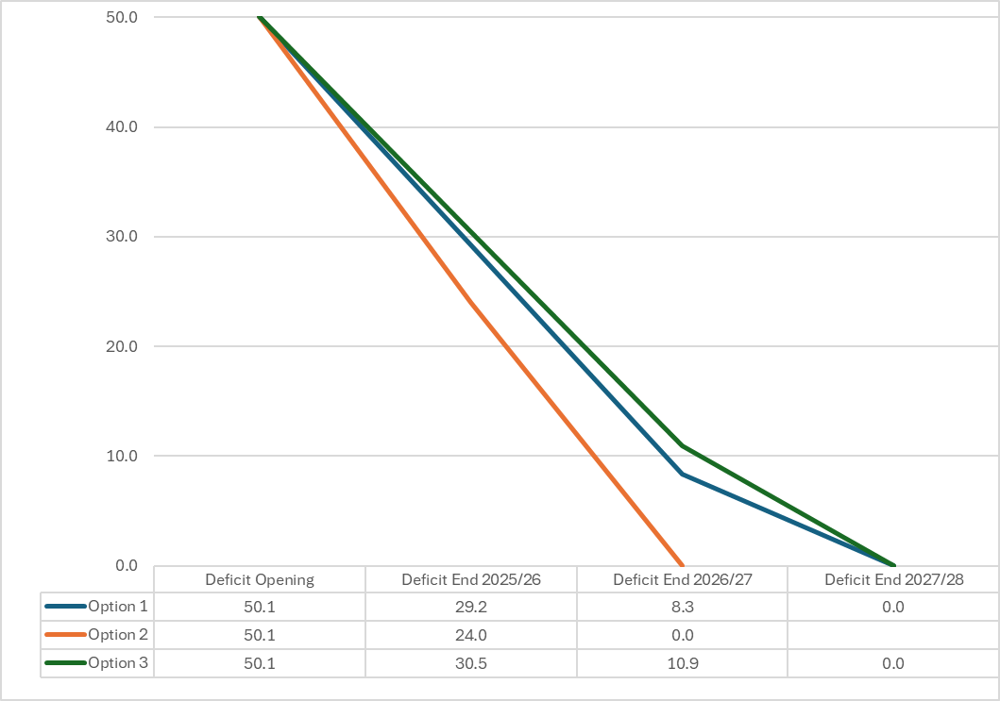 50.0
40.0
30.0
20.0
10.0
0.0
Deficit Opening Deficit End 2025/26 Deficit End 2026/27 Deficit End 2027/28
Option 1 50.1 29.2 8.3 0.0
Option 2 50.1 24.0 0.0
Option 3 50.1 30.5 10.9 0.0